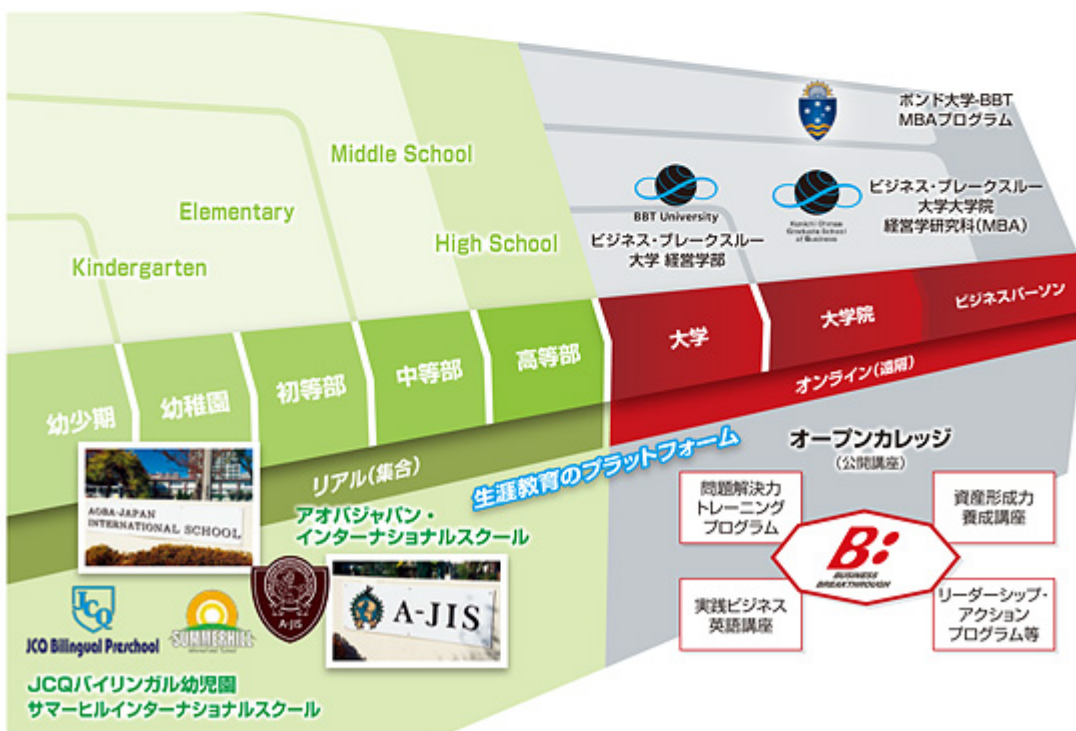 ボンド大学-BBT
MBAプログラム
Middle School
Elementary
High School
Kindergarten
BBT University
ビジネス・ブレークスルー
大学 経営学部
Kenichi Ohmae
Graduate School
of Business
ビジネス・ブレークスルー
大学大学院
経営学研究科(MBA)
幼少期
幼稚園
初等部
中等部
高等部
大学
大学院
ビジネスパーソン
リアル(集合)
オンライン(遠隔)
生涯教育のプラットフォーム
AOBA-JAPAN
INTERNATIONAL SCHOOL
アオバジャパン・
インターナショナルスクール
A-JIS
A-JIS
JCQ
JCQ Bilingual Preschool
SUMMERHILL
International School
JCQバイリンガル幼児園
サマーヒルインターナショナルスクール
オープンカレッジ
(公開講座)
問題解決力
トレーニング
プログラム
資産形成力
養成講座
B:
BUSINESS
BREAKTHROUGH
実践ビジネス
英語講座
リーダーシップ・
アクション
プログラム等